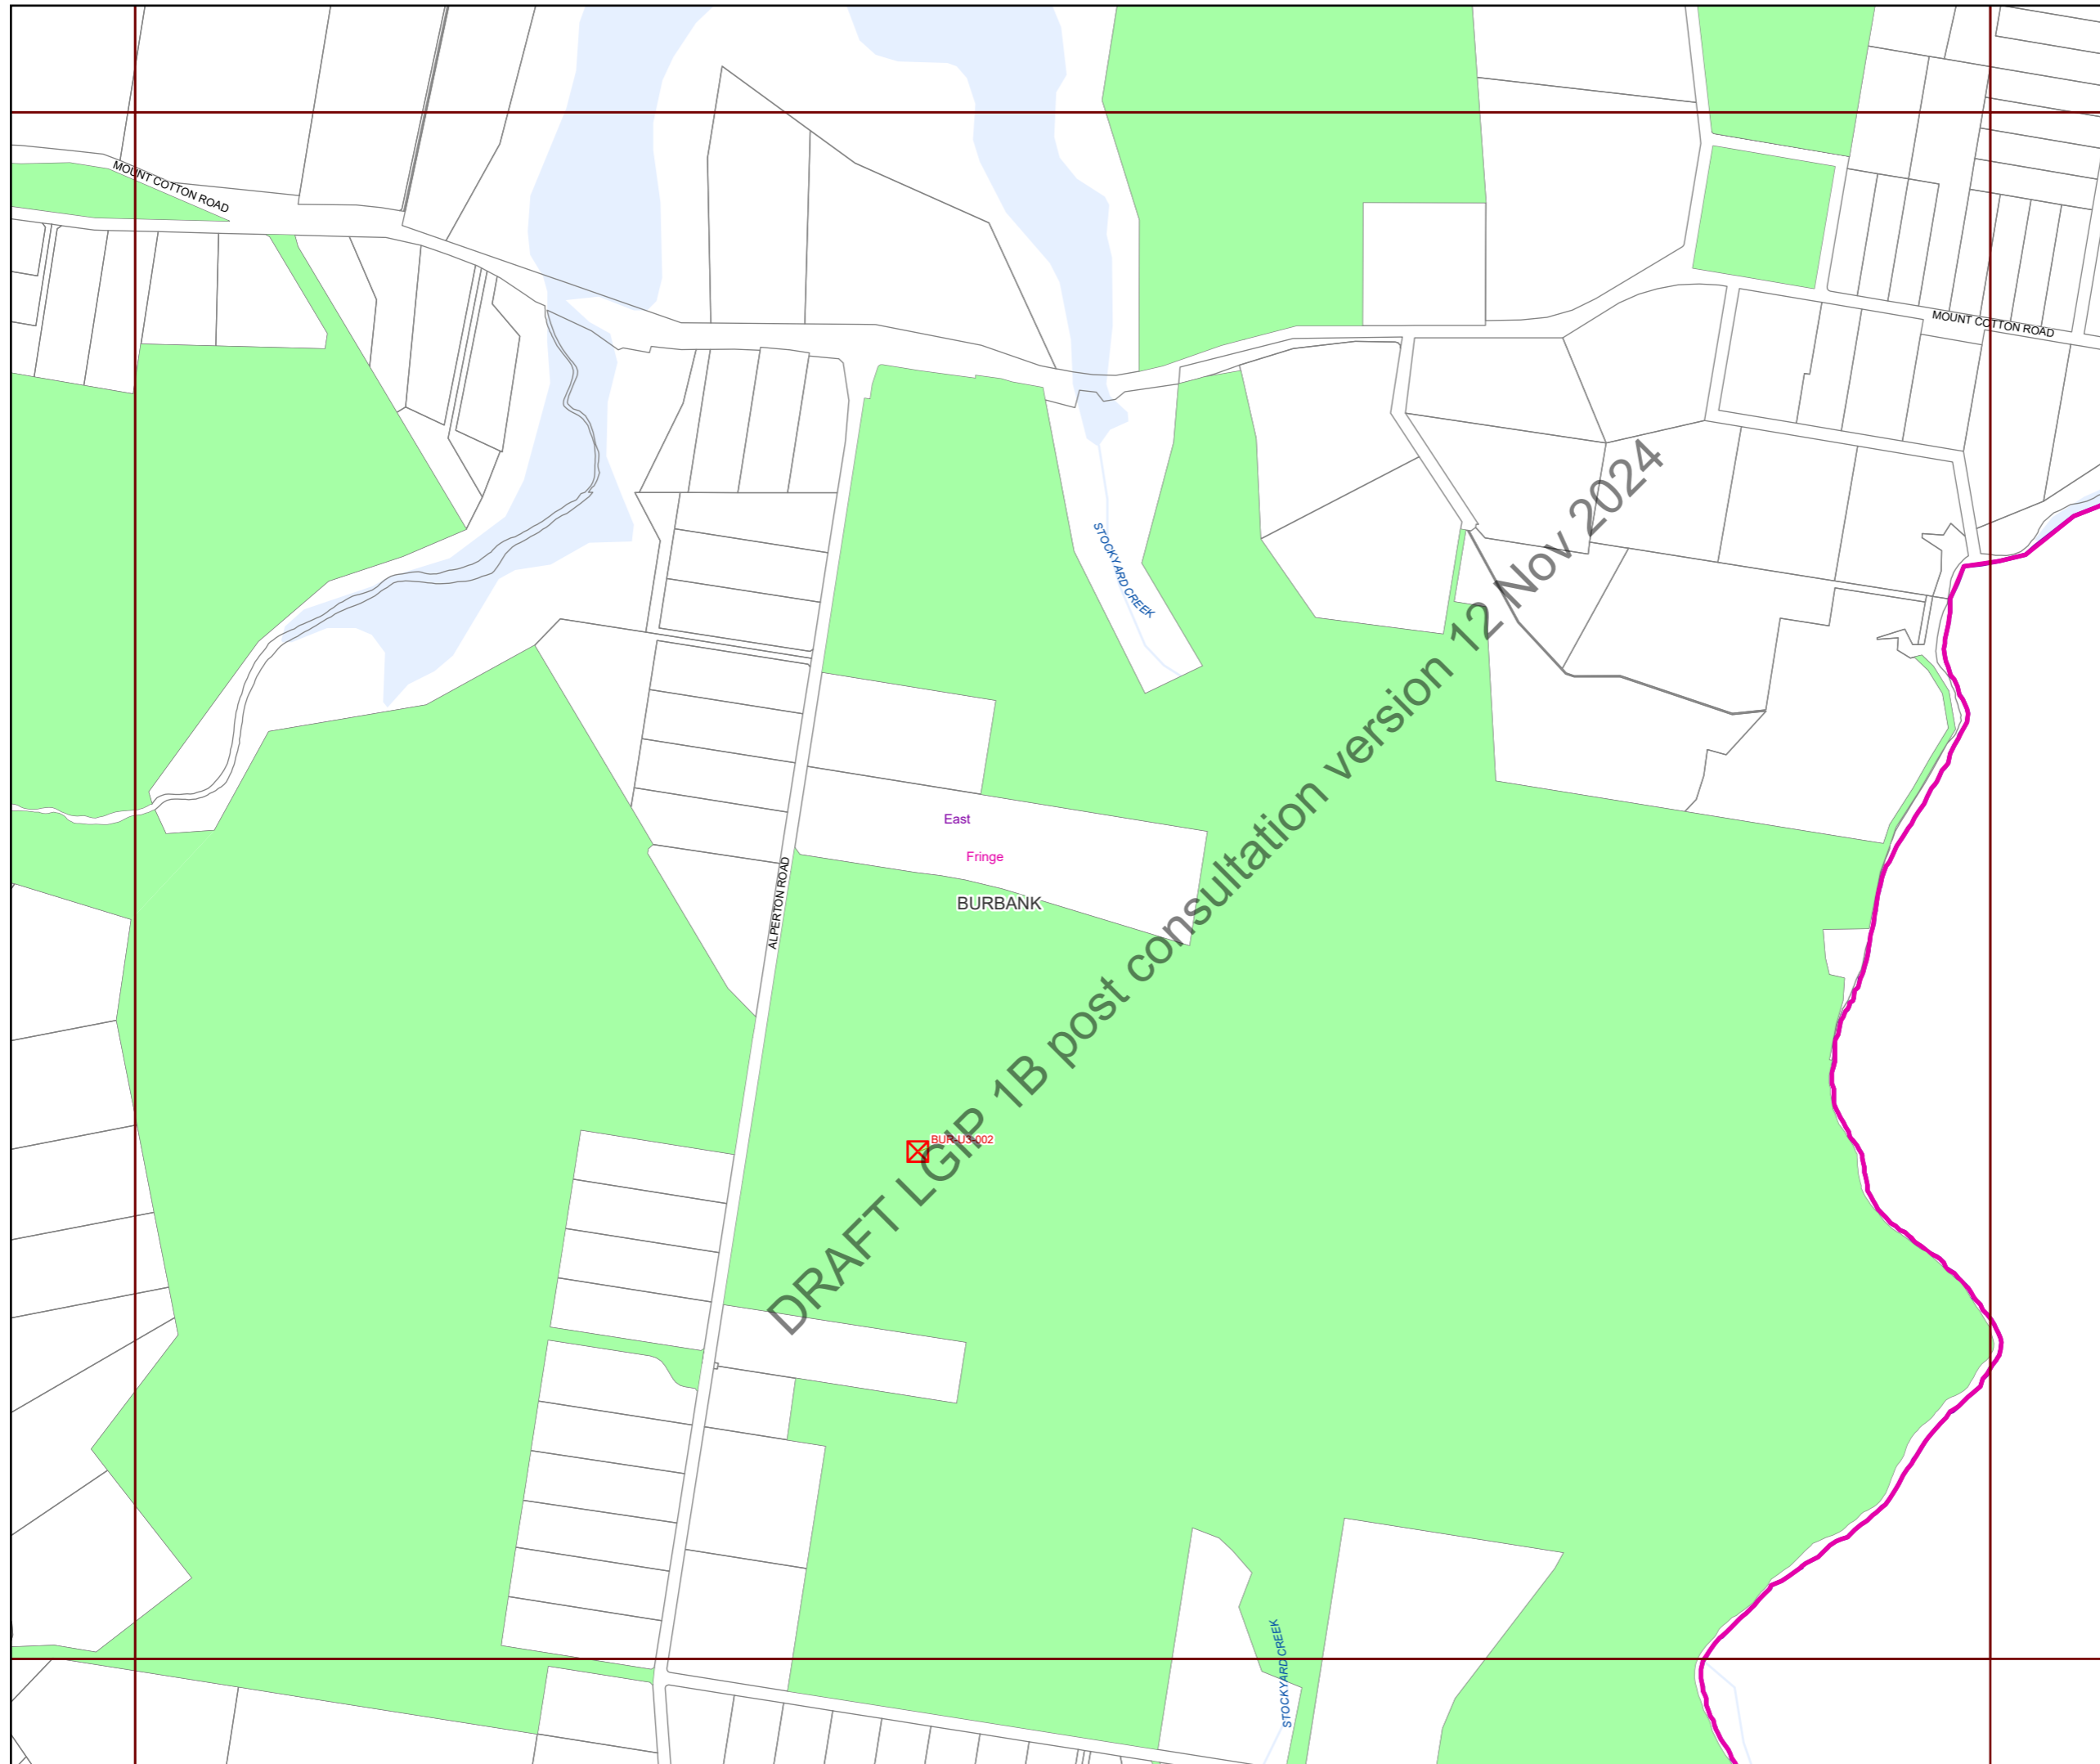 MOUNT COTTON ROAD
MOUNT COTTON ROAD
STOCKYARD CREEK
East
Fringe
BURBANK
ALPERTON ROAD
BUR-U3-002
DRAFT LGIP 1B post consultation version 12 Nov 2024
STOCKYARD CREEK